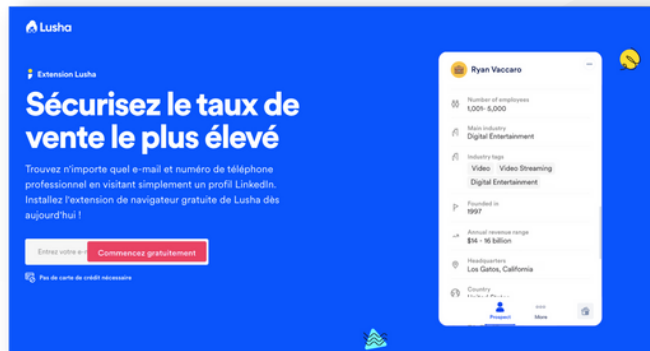 Lusha
Extension Lusha
Sécurisez le taux de
vente le plus élevé
Trouvez n'importe quel e-mail et numéro de téléphone
professionnel en visitant simplement un profil LinkedIn.
Installez l'extension de navigateur gratuite de Lusha dès
aujourd'hui !
Entrez votre e-m
Commencez gratuitement
Pas de carte de crédit nécessaire
Ryan Vaccaro
Number of employees
1,001- 5,000
Main industry
Digital Entertainment
Industry tags
Video Video Streaming
Digital Entertainment
Founded in
1997
Annual revenue range
$14 - 16 billion
Headquarters
Los Gatos, California
Country
United States
Prospect More